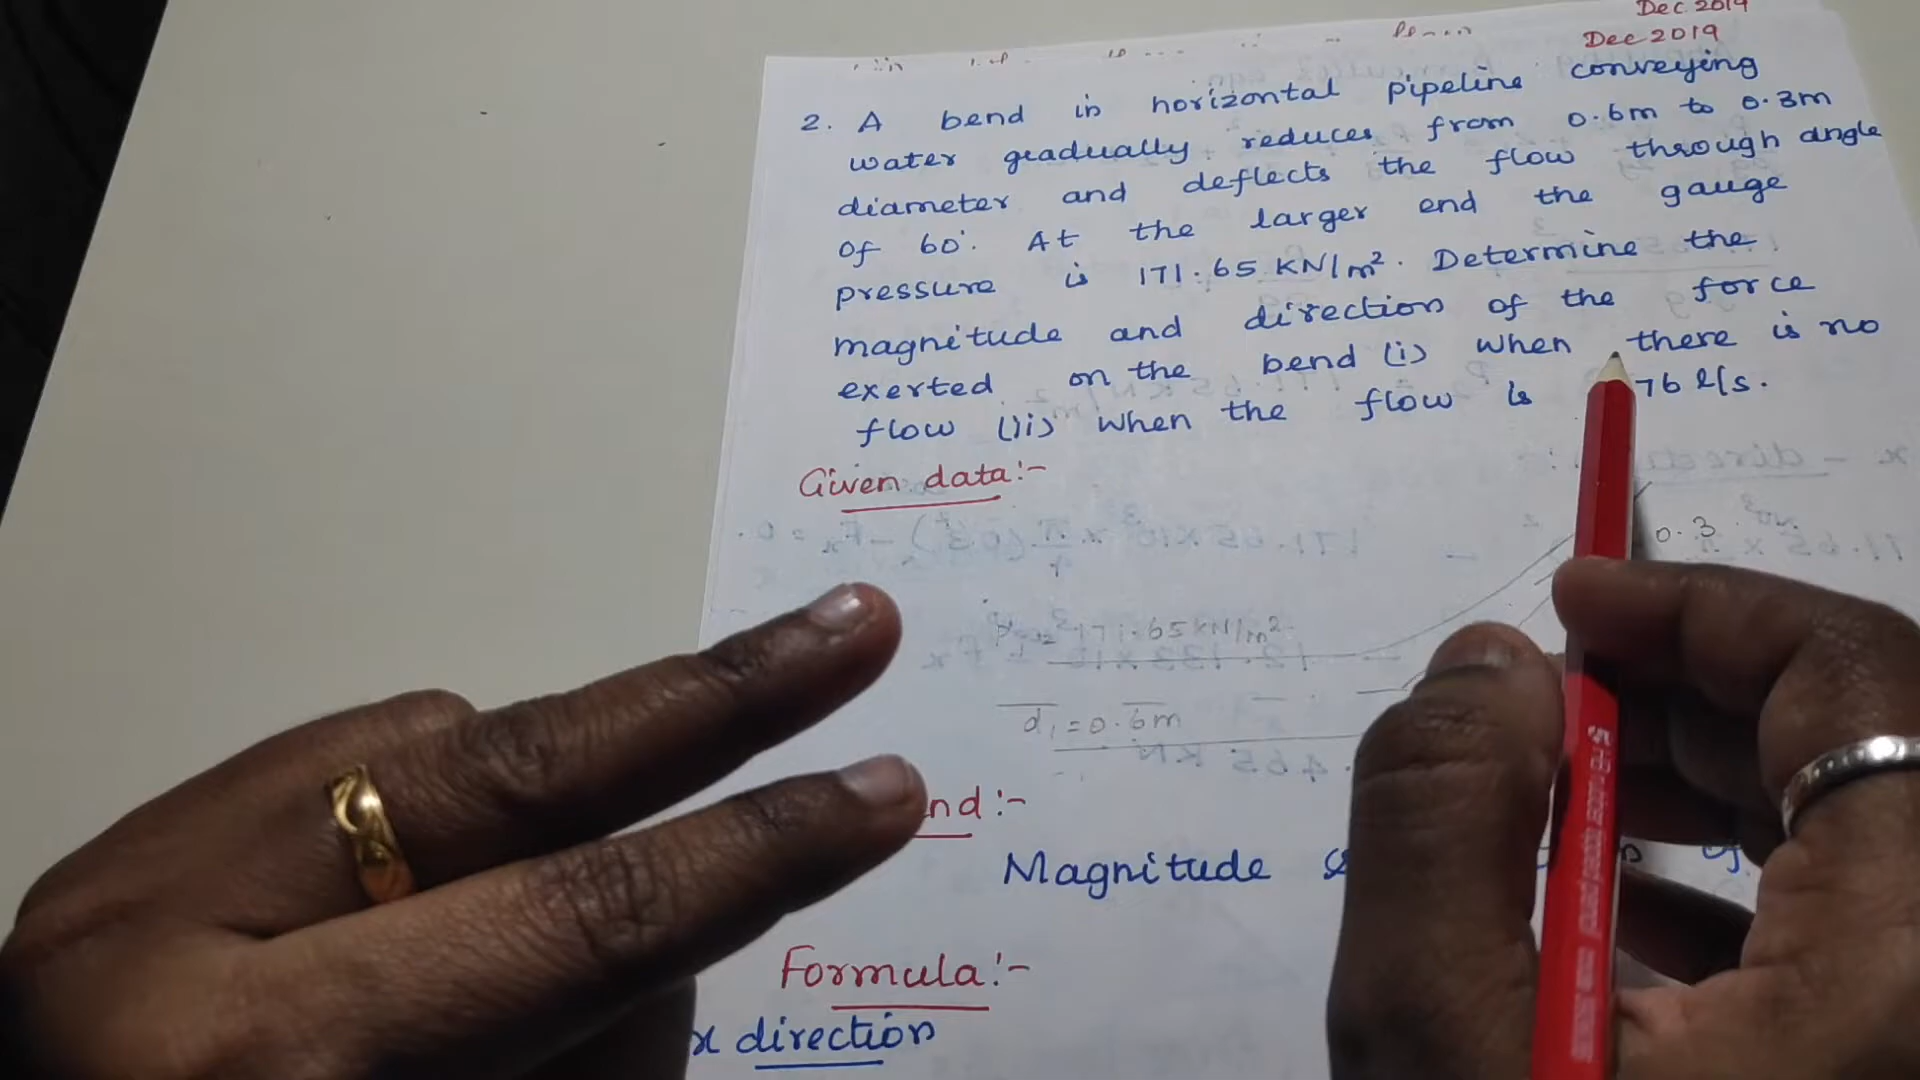 Dec 2019
Dec 2019
2. A bend in horizontal pipeline conveying
water gradually reduces from 0.6m to 0.3m
diameter and deflects the flow through angle
of 60°. At the larger end the gauge
pressure is 171.65 KN/m². Determine the
magnitude and direction of the force
exerted on the bend (i) when there is no
flow (ii) when the flow is 76 l/s.
Given data:-
0.3
171.65KN/m²
d₁=0.6m
nd:-
Magnitude
Formula:-
x direction